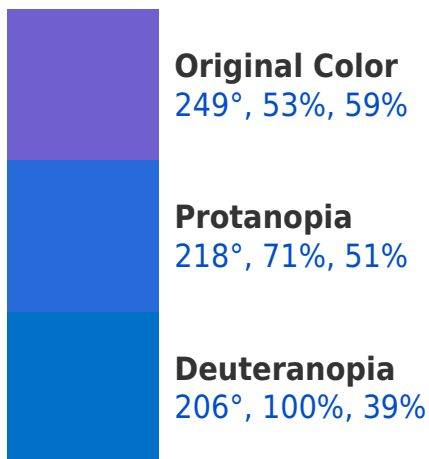 Original Color
249°, 53%, 59%
Protanopia
218°, 71%, 51%
Deuteranopia
206°, 100%, 39%